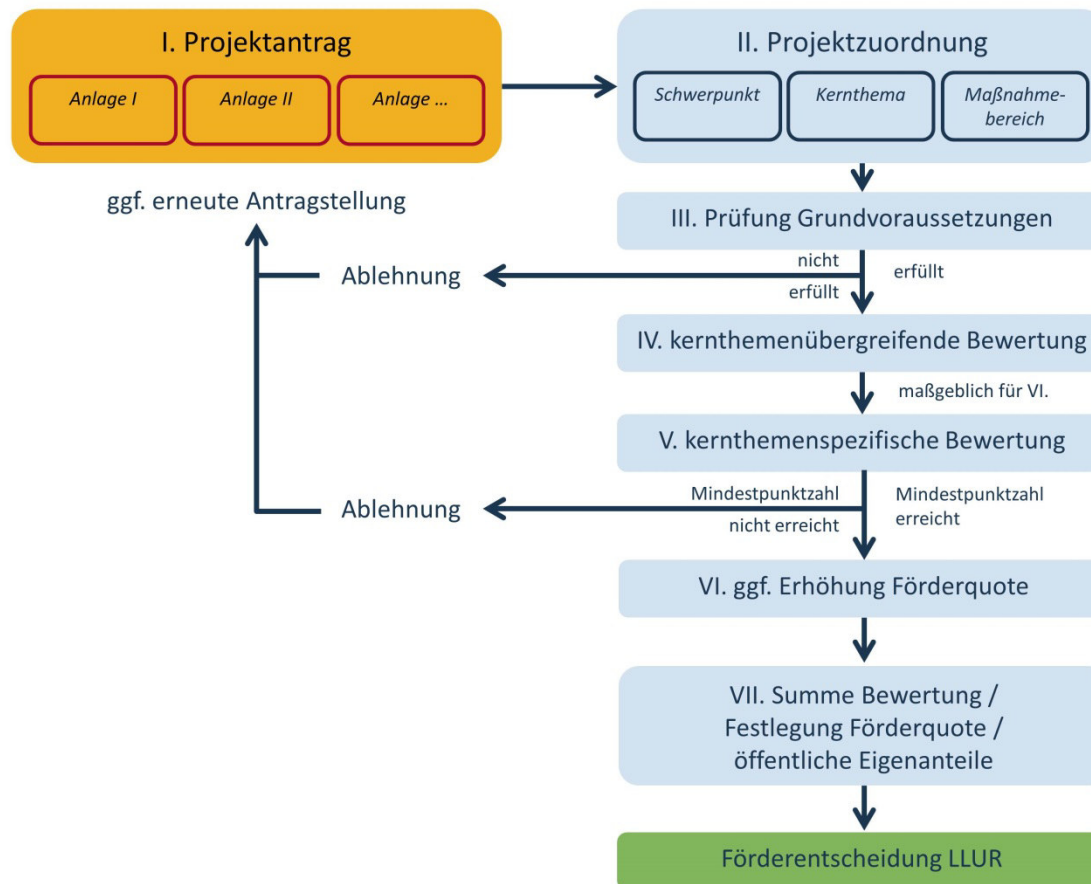 I. Projektantrag
Anlage I
Anlage II
Anlage ...
II. Projektzuordnung
Schwerpunkt
Kernthema
Maßnahme-
bereich
ggf. erneute Antragstellung
III. Prüfung Grundvoraussetzungen
Ablehnung
nicht
erfüllt
erfüllt
IV. kernthemenübergreifende Bewertung
maßgeblich für VI.
V. kernthemenspezifische Bewertung
Ablehnung
Mindestpunktzahl
nicht erreicht
Mindestpunktzahl
erreicht
VI. ggf. Erhöhung Förderquote
VII. Summe Bewertung /
Festlegung Förderquote /
öffentliche Eigenanteile
Förderentscheidung LLUR